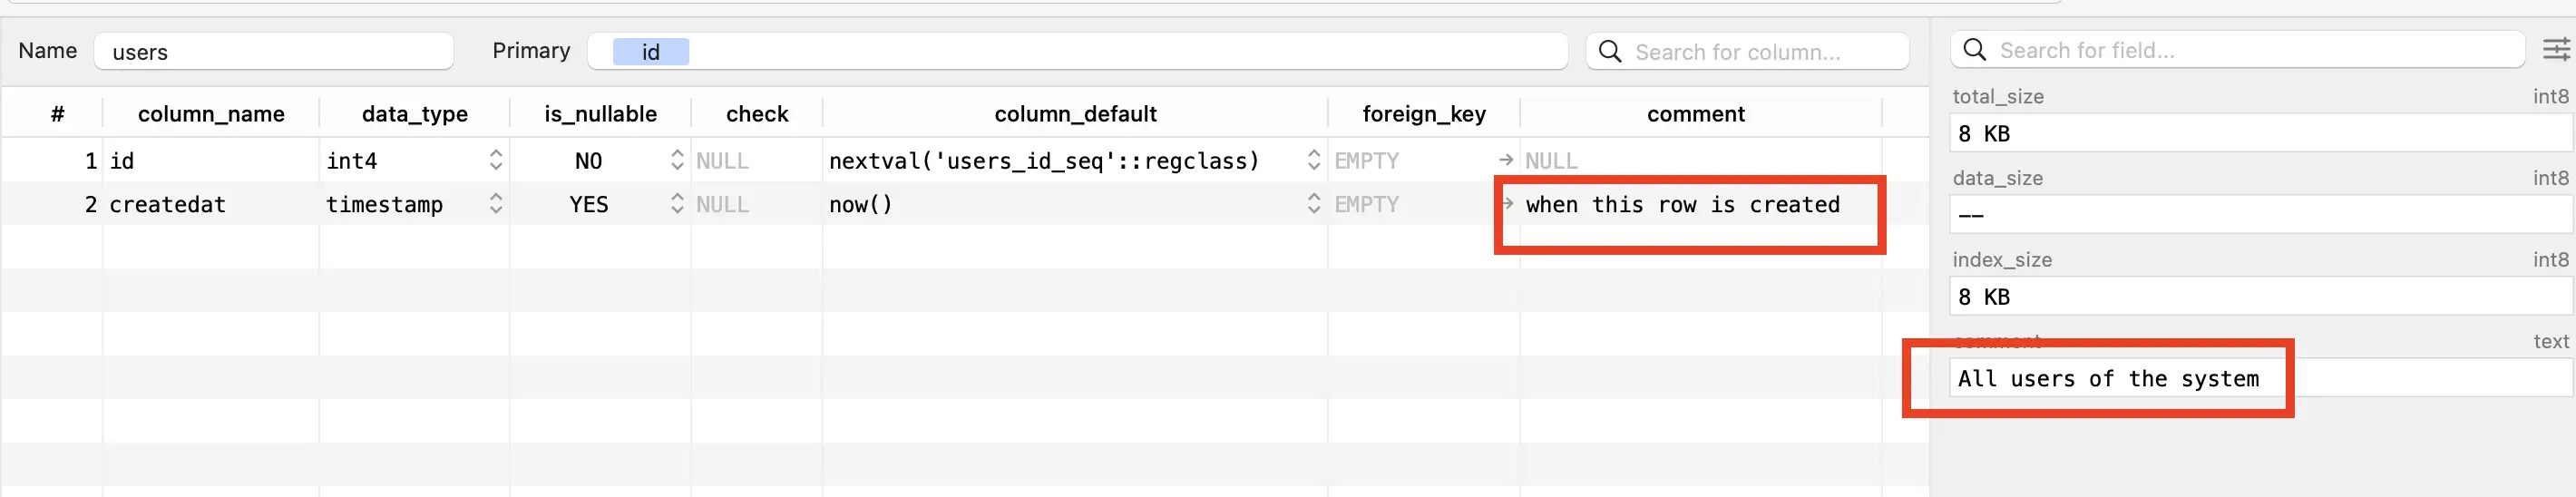 Name users Primary id Search for column... Search for field...
# column_name data_type is_nullable check column_default foreign_key comment
1 id int4 NO NULL nextval('users_id_seq'::regclass) EMPTY NULL
2 createdat timestamp YES NULL now() EMPTY when this row is created
total_size int8
8 KB
data_size int8
——
index_size int8
8 KB
comment text
All users of the system